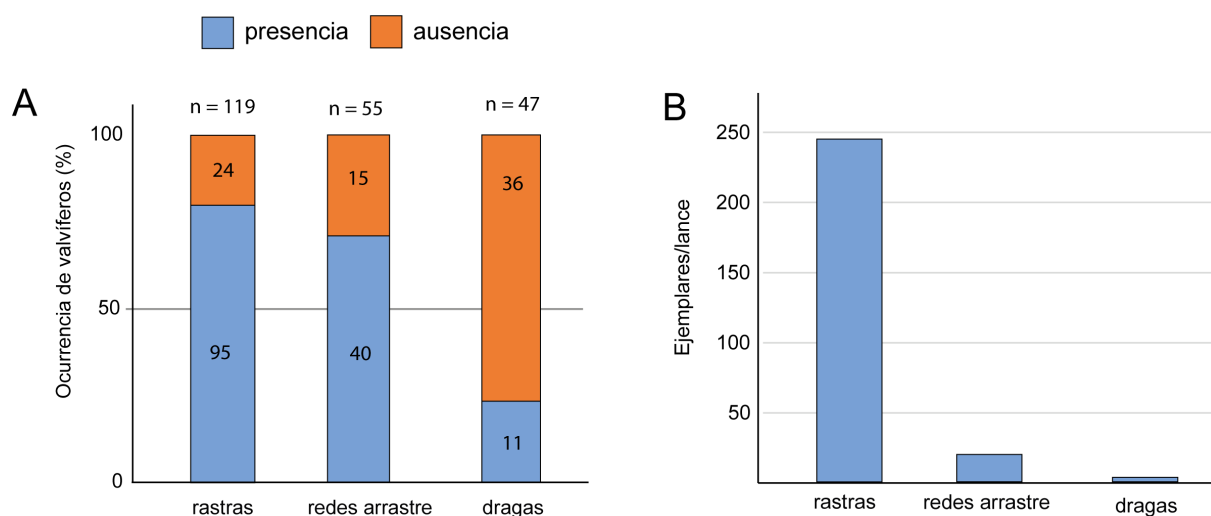 presencia ausencia
A
n = 119 n = 55 n = 47
Ocurrencia de valvíferos (%)
100
50
0
24 15 36
95 40 11
rastras redes arrastre dragas
B
Ejemplares/lance
250
200
250
100
50
rastras redes arrastre dragas